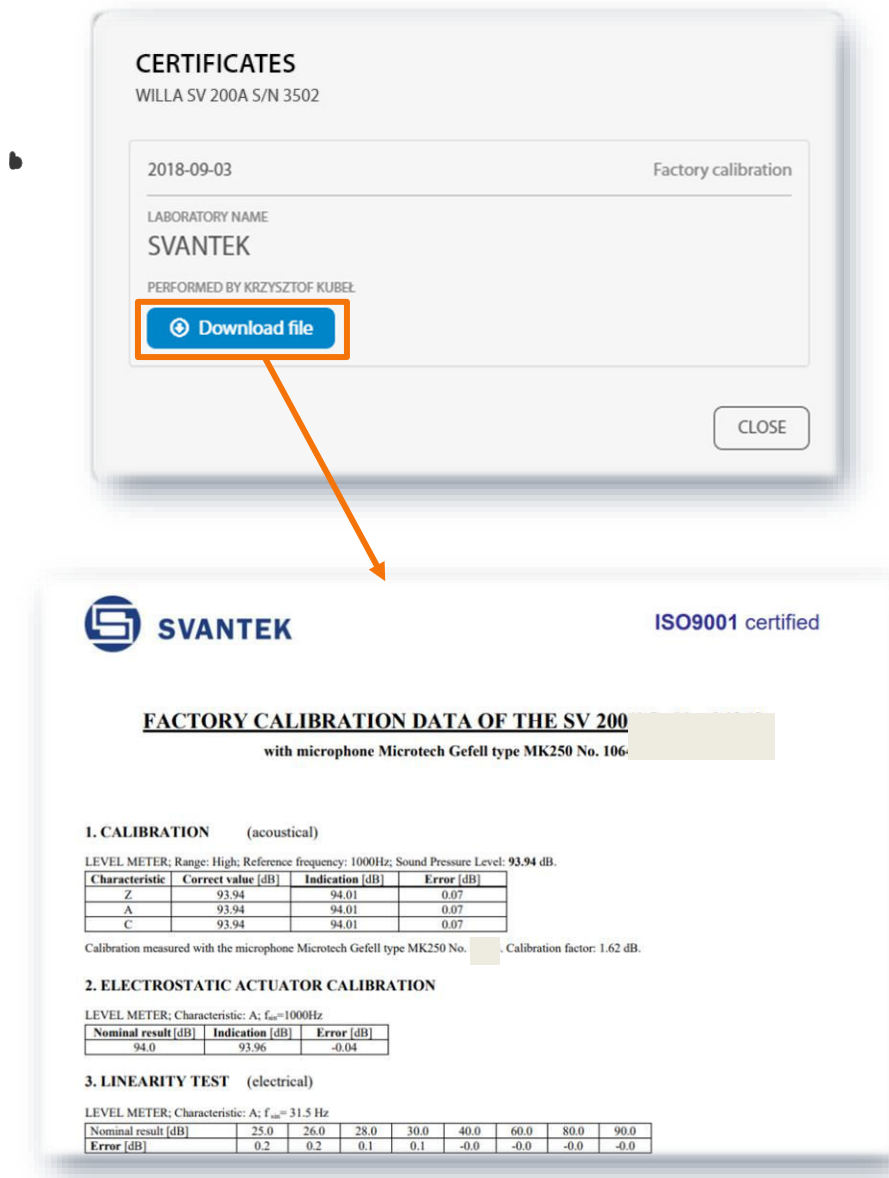 CERTIFICATES
WILLA SV 200A S/N 3502
2018-09-03 Factory calibration
LABORATORY NAME
SVANTEK
PERFORMED BY KRZYSZTOF KUBEŁ
Download file
CLOSE
SVANTEK ISO9001 certified
FACTORY CALIBRATION DATA OF THE SV 200
with microphone Microtech Gefell type MK250 No. 106
1. CALIBRATION (acoustical)
LEVEL METER; Range: High; Reference frequency: 1000Hz; Sound Pressure Level: 93.94 dB.
Characteristic Correct value [dB] Indication [dB] Error [dB]
Z 93.94 94.01 0.07
A 93.94 94.01 0.07
C 93.94 94.01 0.07
Calibration measured with the microphone Microtech Gefell type MK250 No. . Calibration factor: 1.62 dB.
2. ELECTROSTATIC ACTUATOR CALIBRATION
LEVEL METER; Characteristic: A; fsin=1000Hz
Nominal result [dB] Indication [dB] Error [dB]
94.0 93.96 -0.04
3. LINEARITY TEST (electrical)
LEVEL METER; Characteristic: A; f sin= 31.5 Hz
Nominal result [dB] 25.0 26.0 28.0 30.0 40.0 60.0 80.0 90.0
Error [dB] 0.2 0.2 0.1 0.1 -0.0 -0.0 -0.0 -0.0